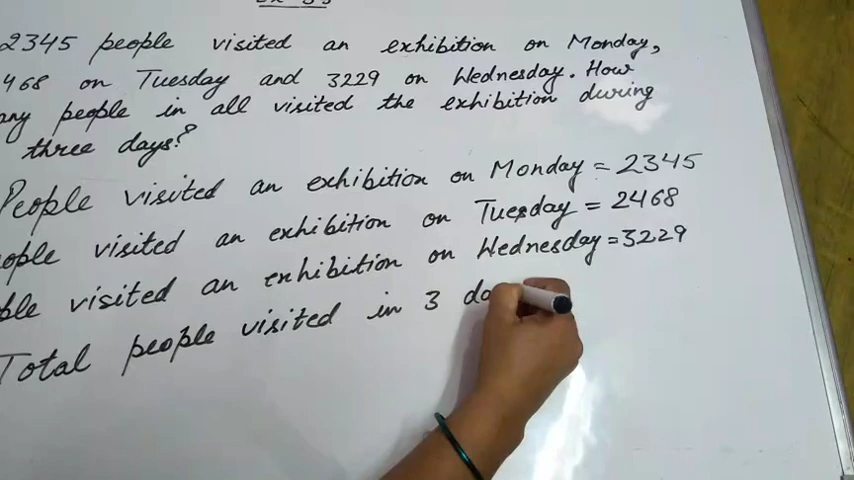 2345 people visited an exhibition on Monday,
468 on Tuesday and 3229 on Wednesday. How
any people in all visited the exhibition during
three days?
People visited an exhibition on Monday = 2345
ople visited an exhibition on Tuesday = 2468
ple visited an exhibition on Wednesday = 3229
Total people visited in 3 da